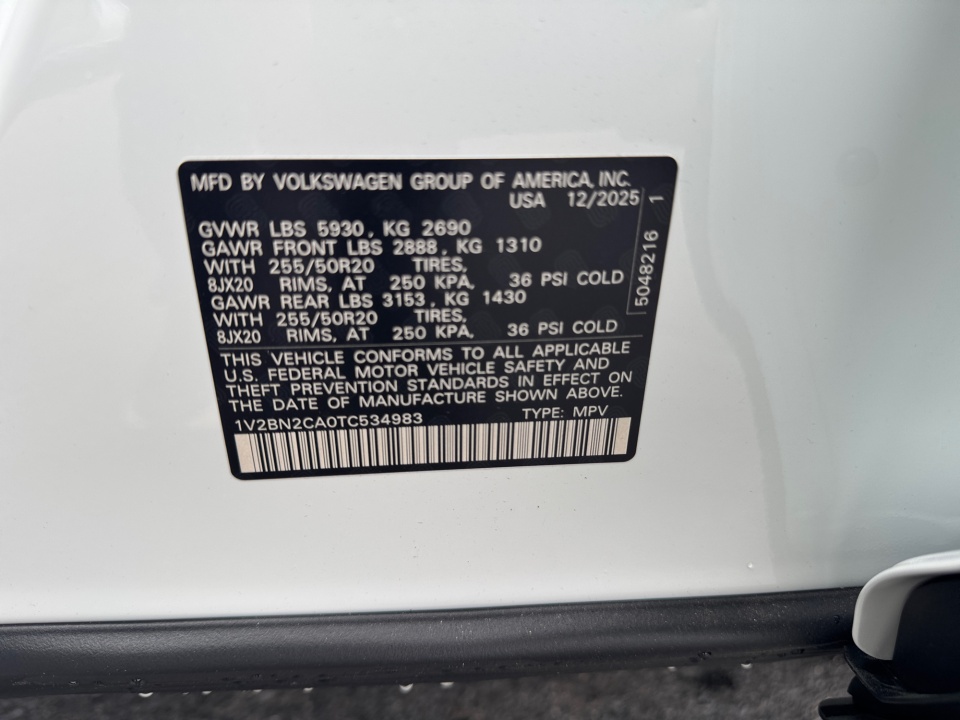 MFD BY VOLKSWAGEN GROUP OF AMERICA, INC.
USA 12/2025
GVWR LBS 5930, KG 2690
GAWR FRONT LBS 2888, KG 1310
WITH 255/50R20 TIRES,
8JX20 RIMS, AT 250 KPA, 36 PSI COLD
GAWR REAR LBS 3153, KG 1430
WITH 255/50R20 TIRES,
8JX20 RIMS, AT 250 KPA, 36 PSI COLD
5048216 1
THIS VEHICLE CONFORMS TO ALL APPLICABLE
U.S. FEDERAL MOTOR VEHICLE SAFETY AND
THEFT PREVENTION STANDARDS IN EFFECT ON
THE DATE OF MANUFACTURE SHOWN ABOVE.
1V2BN2CA0TC534983 TYPE: MPV